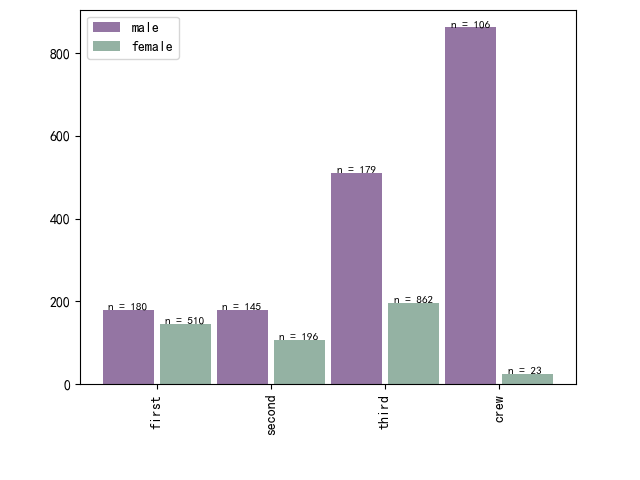 male
female
n = 106
800
600
n = 179
400
200
n = 180
n = 510
n = 145
n = 196
n = 862
n = 23
0
first
second
third
crew